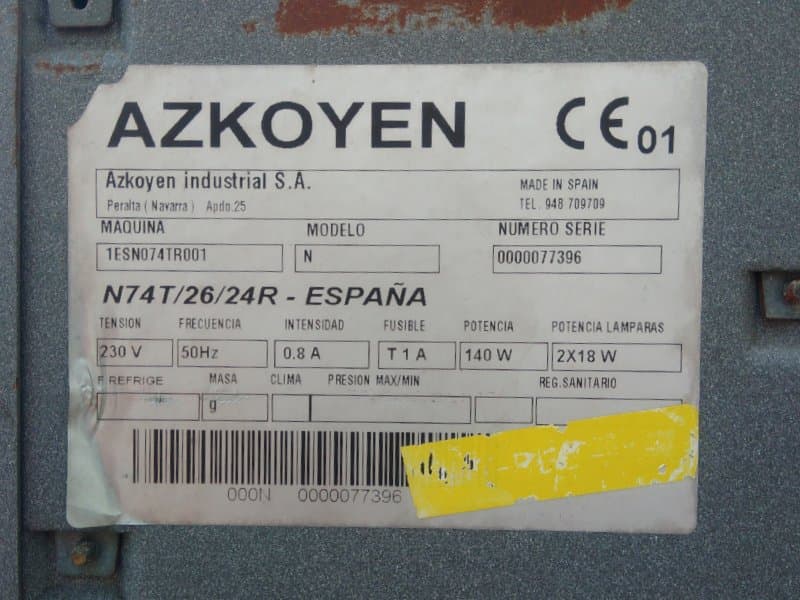 AZKOYEN CE 01
Azkoyen industrial S.A. MADE IN SPAIN
Peralta ( Navarra ) Apdo.25 TEL. 948 709709
MAQUINA MODELO NUMERO SERIE
1ESN074TR001 N 0000077396
N74T/26/24R - ESPAÑA
TENSION FRECUENCIA INTENSIDAD FUSIBLE POTENCIA POTENCIA LAMPARAS
230 V 50Hz 0.8 A T 1 A 140 W 2X18 W
F.REFRIGE MASA CLIMA PRESION MAX/MIN REG.SANITARIO
g
000N 0000077396